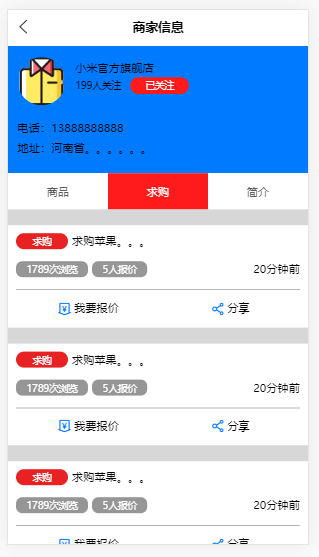 商家信息
小米官方旗舰店
199人关注 已关注
电话：13888888888
地址：河南省。。。。。。
商品 求购 简介
求购 求购苹果。。。
1789次浏览 5人报价 20分钟前
我要报价 分享
求购 求购苹果。。。
1789次浏览 5人报价 20分钟前
我要报价 分享
求购 求购苹果。。。
1789次浏览 5人报价 20分钟前
我要报价 分享